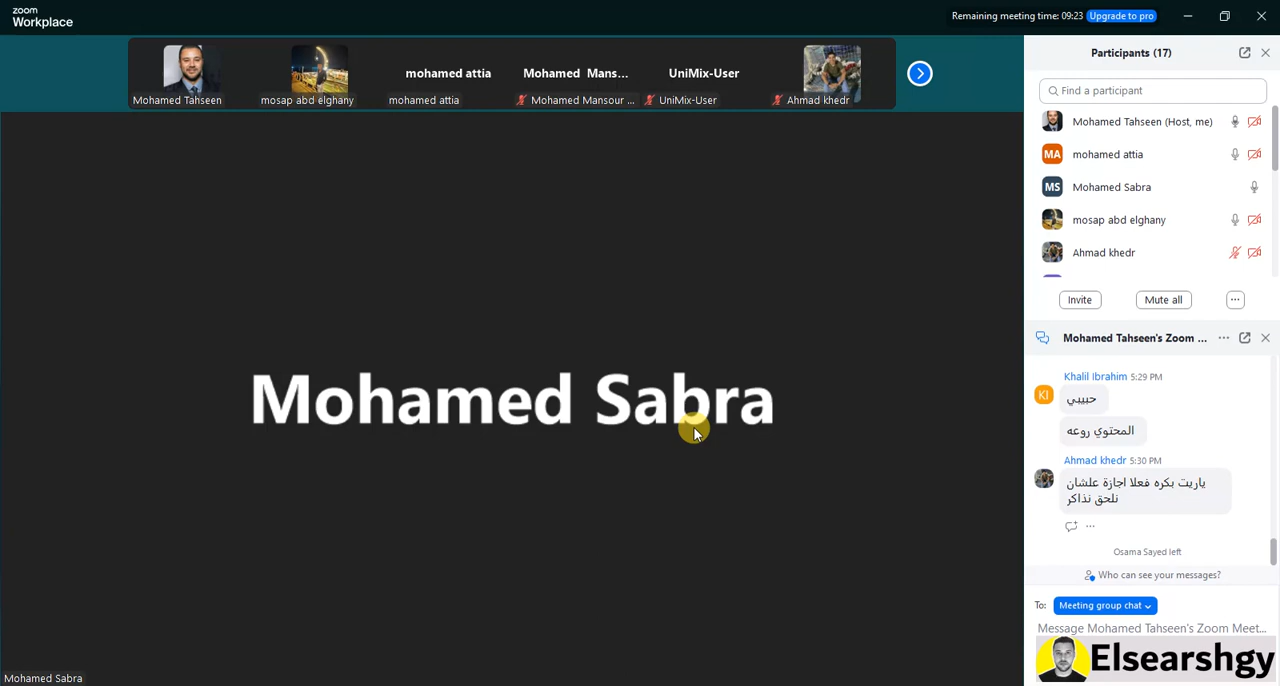 zoom
Workplace
Remaining meeting time: 09:23 Upgrade to pro
mohamed attia
Mohamed Mans...
UniMix-User
Mohamed Tahseen
mosap abd elghany
mohamed attia
Mohamed Mansour ...
UniMix-User
Ahmad khedr
Mohamed Sabra
Mohamed Sabra
Participants (17)
Find a participant
Mohamed Tahseen (Host, me)
MA mohamed attia
MS Mohamed Sabra
mosap abd elghany
Ahmad khedr
Invite
Mute all
...
Mohamed Tahseen's Zoom ...
...
Khalil Ibrahim 5:29 PM
KI
حبيبي
المحتوي روعه
Ahmad khedr 5:30 PM
ياريت بكره فعلا اجازة علشان
نلحق نذاكر
...
Osama Sayed left
Who can see your messages?
To: Meeting group chat
Message Mohamed Tahseen's Zoom Meet...
Elsearshgy